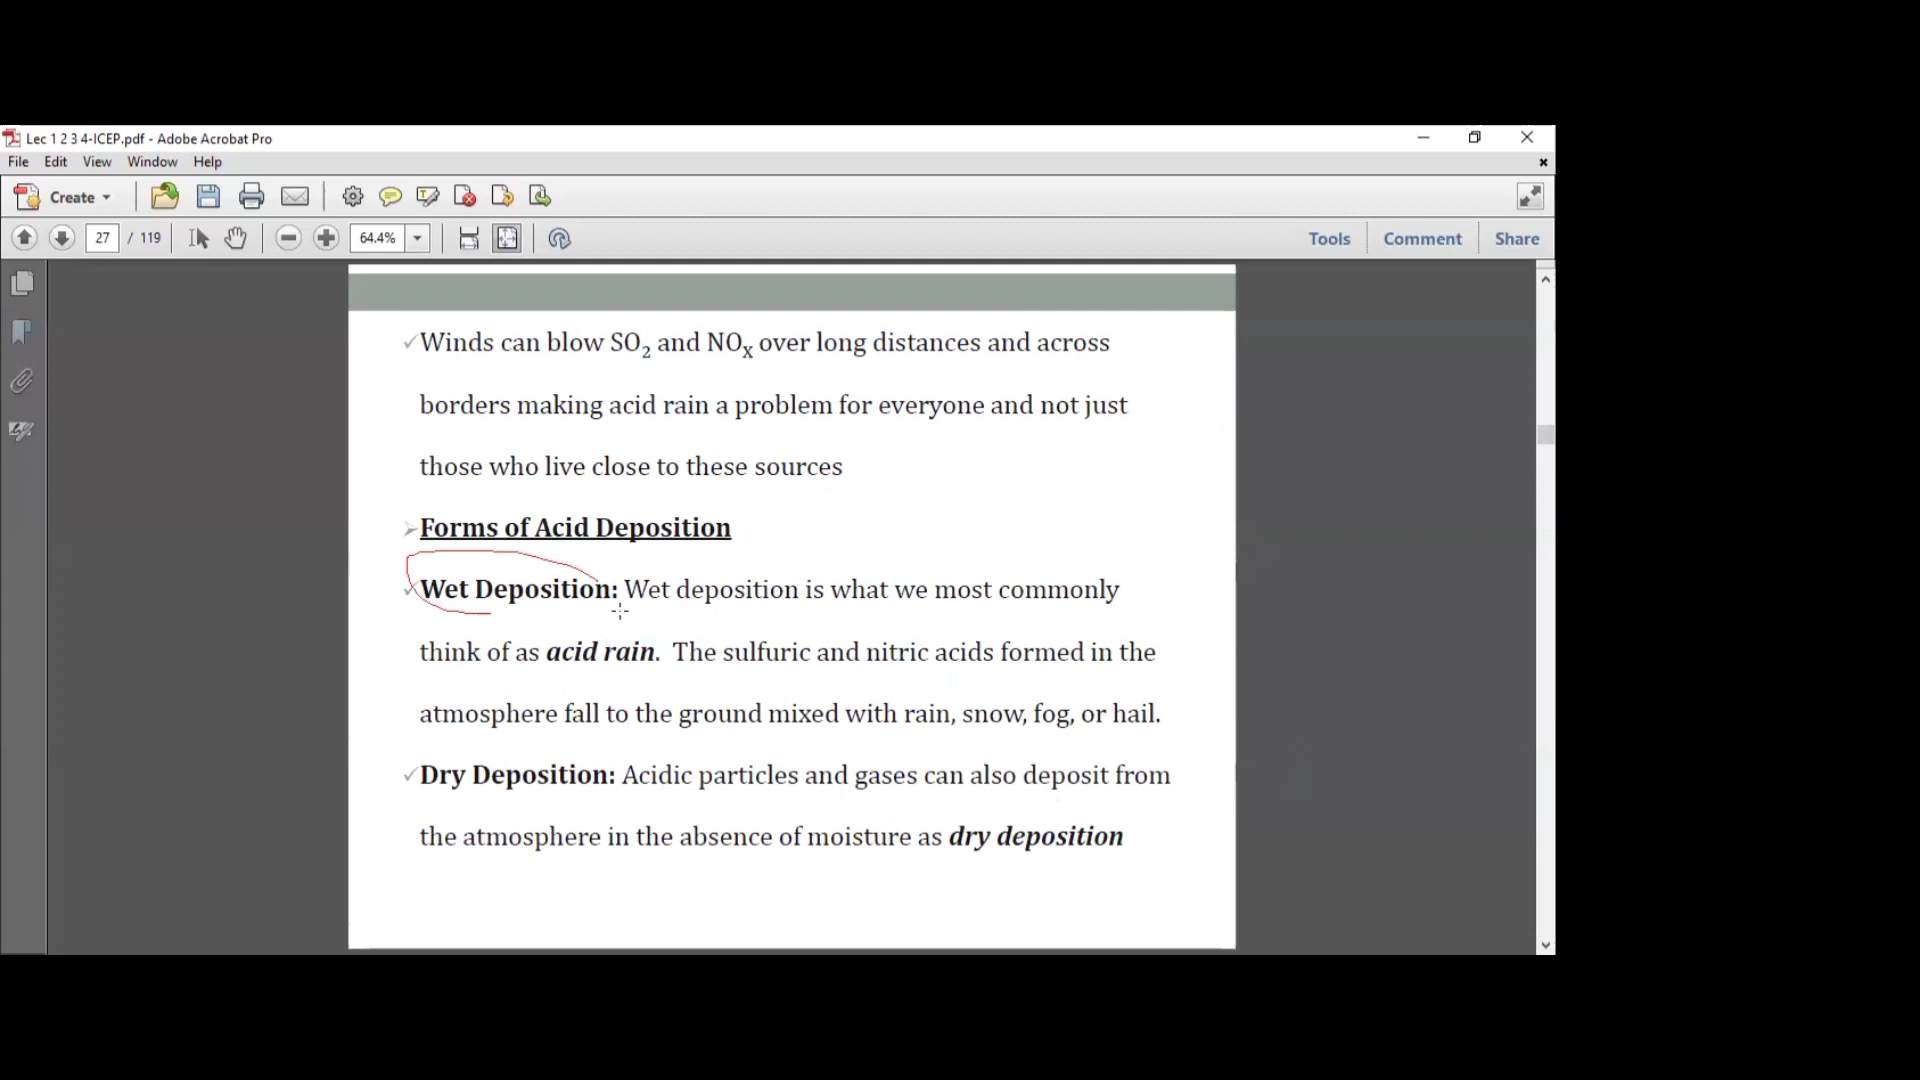 Lec 1 2 3 4-ICEP.pdf - Adobe Acrobat Pro
File Edit View Window Help
Create
27 / 119 64.4% Tools Comment Share
Winds can blow SO₂ and NOₓ over long distances and across
borders making acid rain a problem for everyone and not just
those who live close to these sources
Forms of Acid Deposition
Wet Deposition: Wet deposition is what we most commonly
think of as acid rain. The sulfuric and nitric acids formed in the
atmosphere fall to the ground mixed with rain, snow, fog, or hail.
Dry Deposition: Acidic particles and gases can also deposit from
the atmosphere in the absence of moisture as dry deposition